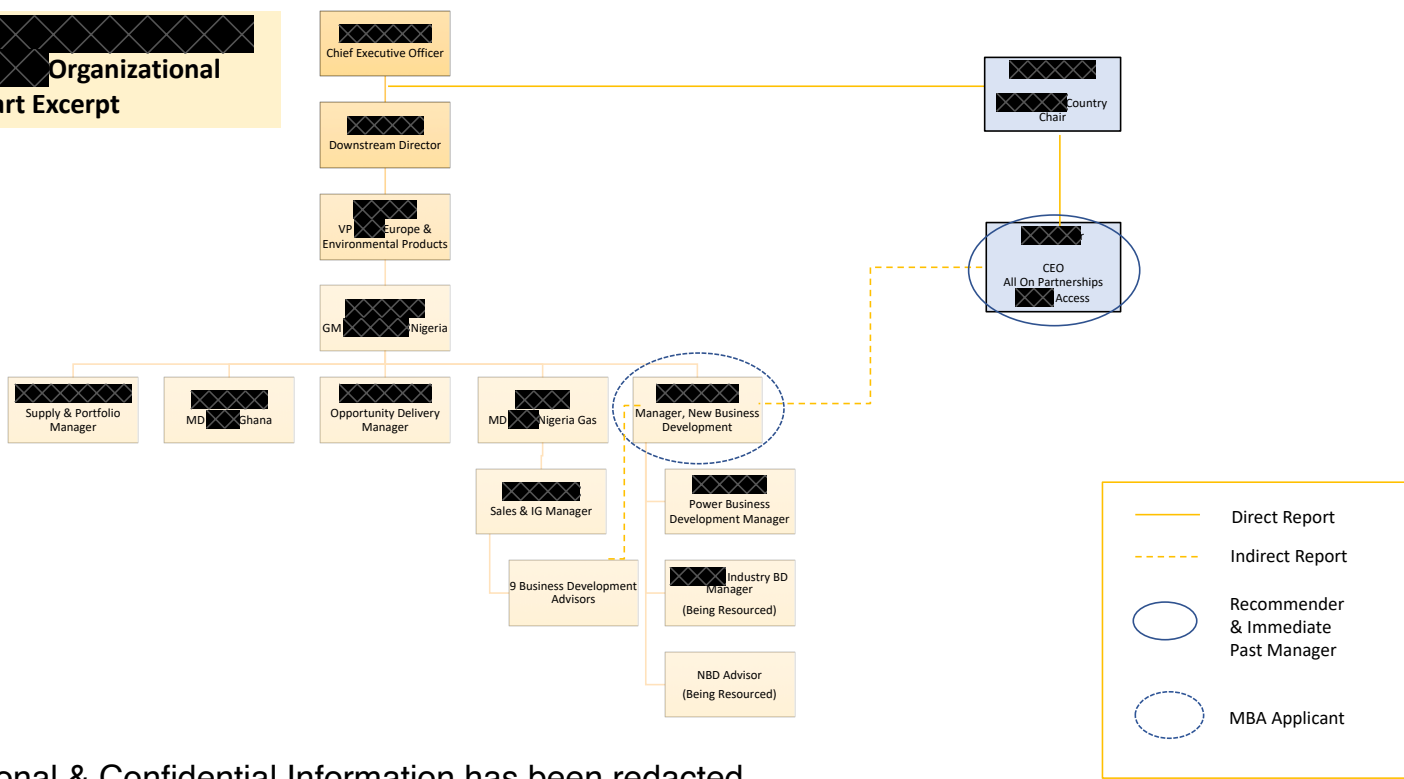 Organizational
art Excerpt
Chief Executive Officer
Country
Chair
Downstream Director
VP Europe &
Environmental Products
CEO
All On Partnerships
Access
GM Nigeria
Supply & Portfolio
Manager
MD Ghana
Opportunity Delivery
Manager
MD Nigeria Gas
Manager, New Business
Development
Sales & IG Manager
Power Business
Development Manager
9 Business Development
Advisors
Industry BD
Manager
(Being Resourced)
NBD Advisor
(Being Resourced)
Direct Report
Indirect Report
Recommender
& Immediate
Past Manager
MBA Applicant
onal & Confidential Information has been redacted